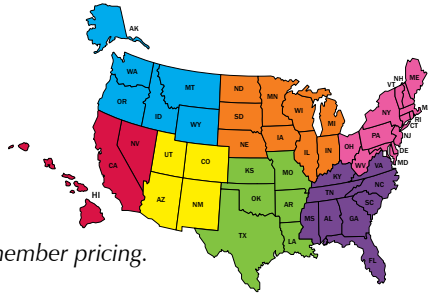 AK
WA
MT
ND
MN
OR
ID
WY
SD
WI
MI
NE
IA
IL
IN
OH
PA
NY
VT
NH
ME
M
RI
CT
NJ
DE
MD
WV
VA
CA
NV
UT
CO
KS
MO
KY
NC
TN
SC
AZ
NM
OK
AR
MS
AL
GA
TX
LA
FL
HI
member pricing.